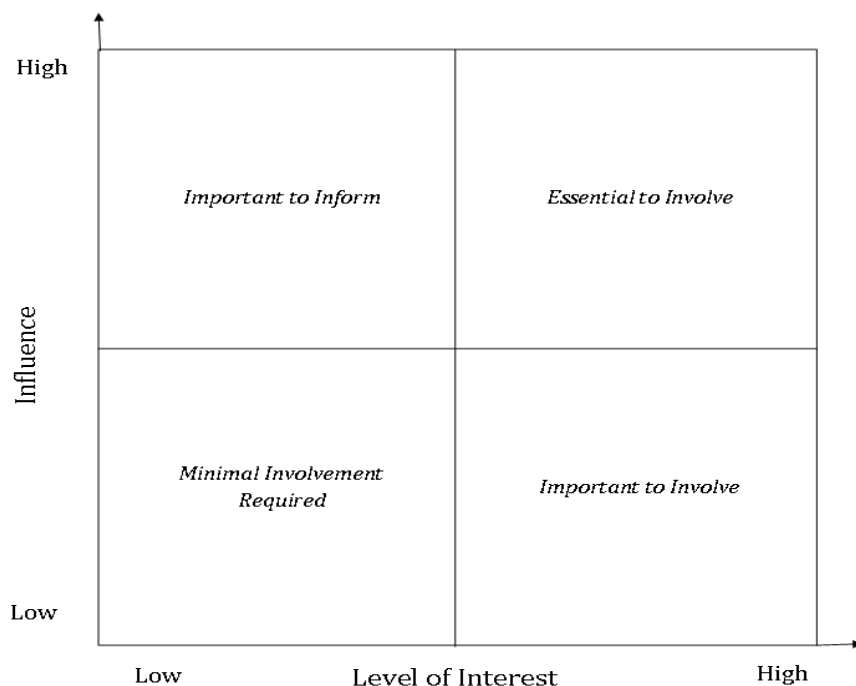 High
Important to Inform
Essential to Involve
Influence
Minimal Involvement
Required
Important to Involve
Low
Low
Level of Interest
High